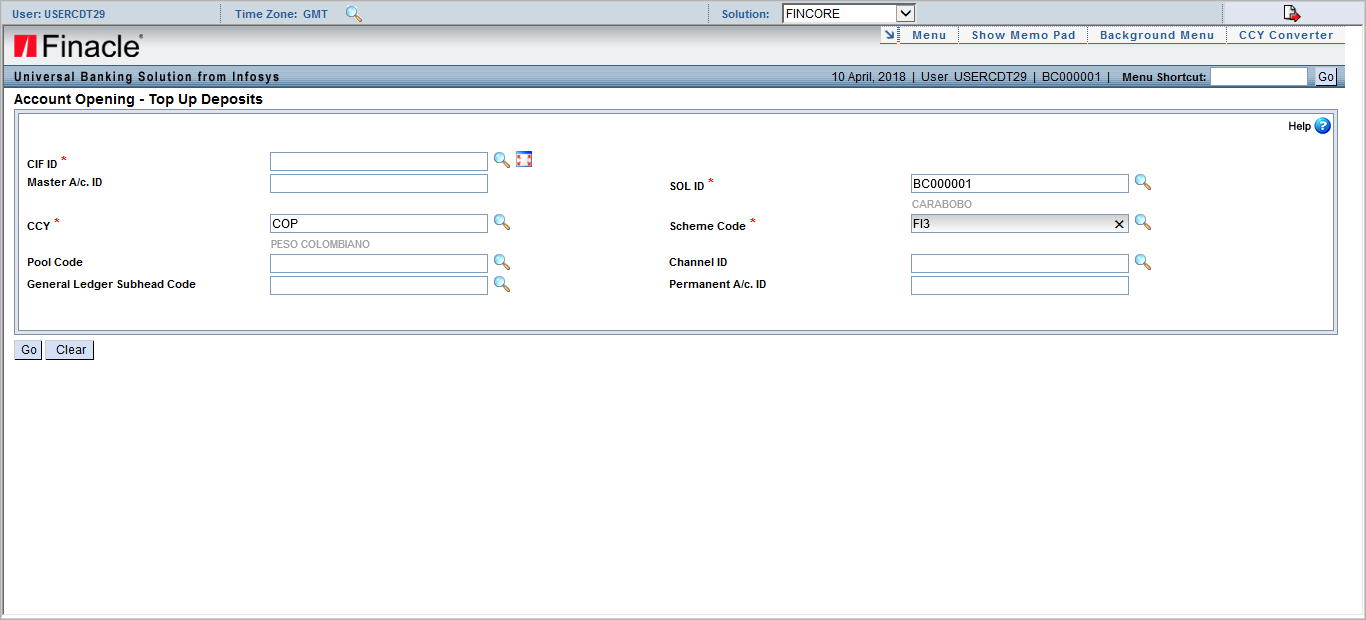 User: USERCDT29 Time Zone: GMT Solution: FINCORE
Finacle
Menu Show Memo Pad Background Menu CCY Converter
Universal Banking Solution from Infosys 10 April, 2018 | User USERCDT29 | BC000001 | Menu Shortcut: Go
Account Opening - Top Up Deposits
Help ?
CIF ID *
Master A/c. ID SOL ID * BC000001
CARABOBO
CCY * COP Scheme Code * FI3
PESO COLOMBIANO
Pool Code Channel ID
General Ledger Subhead Code Permanent A/c. ID
Go Clear